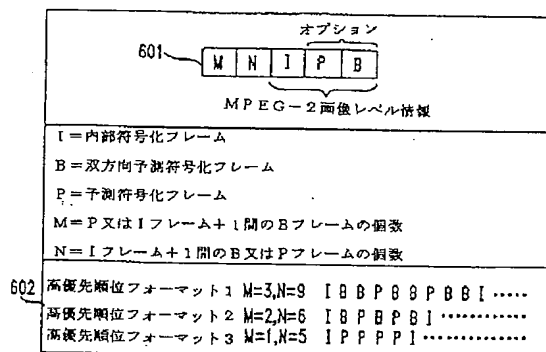 オプション
601 M N I P B
MPEG-2画像レベル情報
I=内部符号化フレーム
B=双方向予測符号化フレーム
P=予測符号化フレーム
M=P又はIフレーム+1間のBフレームの個数
N=Iフレーム+1間のB又はPフレームの個数
602 高優先順位フォーマット1 M=3,N=9 I B B P B B P B B I ·····
高優先順位フォーマット2 M=2,N=6 I B P B P B I ·············
高優先順位フォーマット3 M=1,N=5 I P P P P I ···············